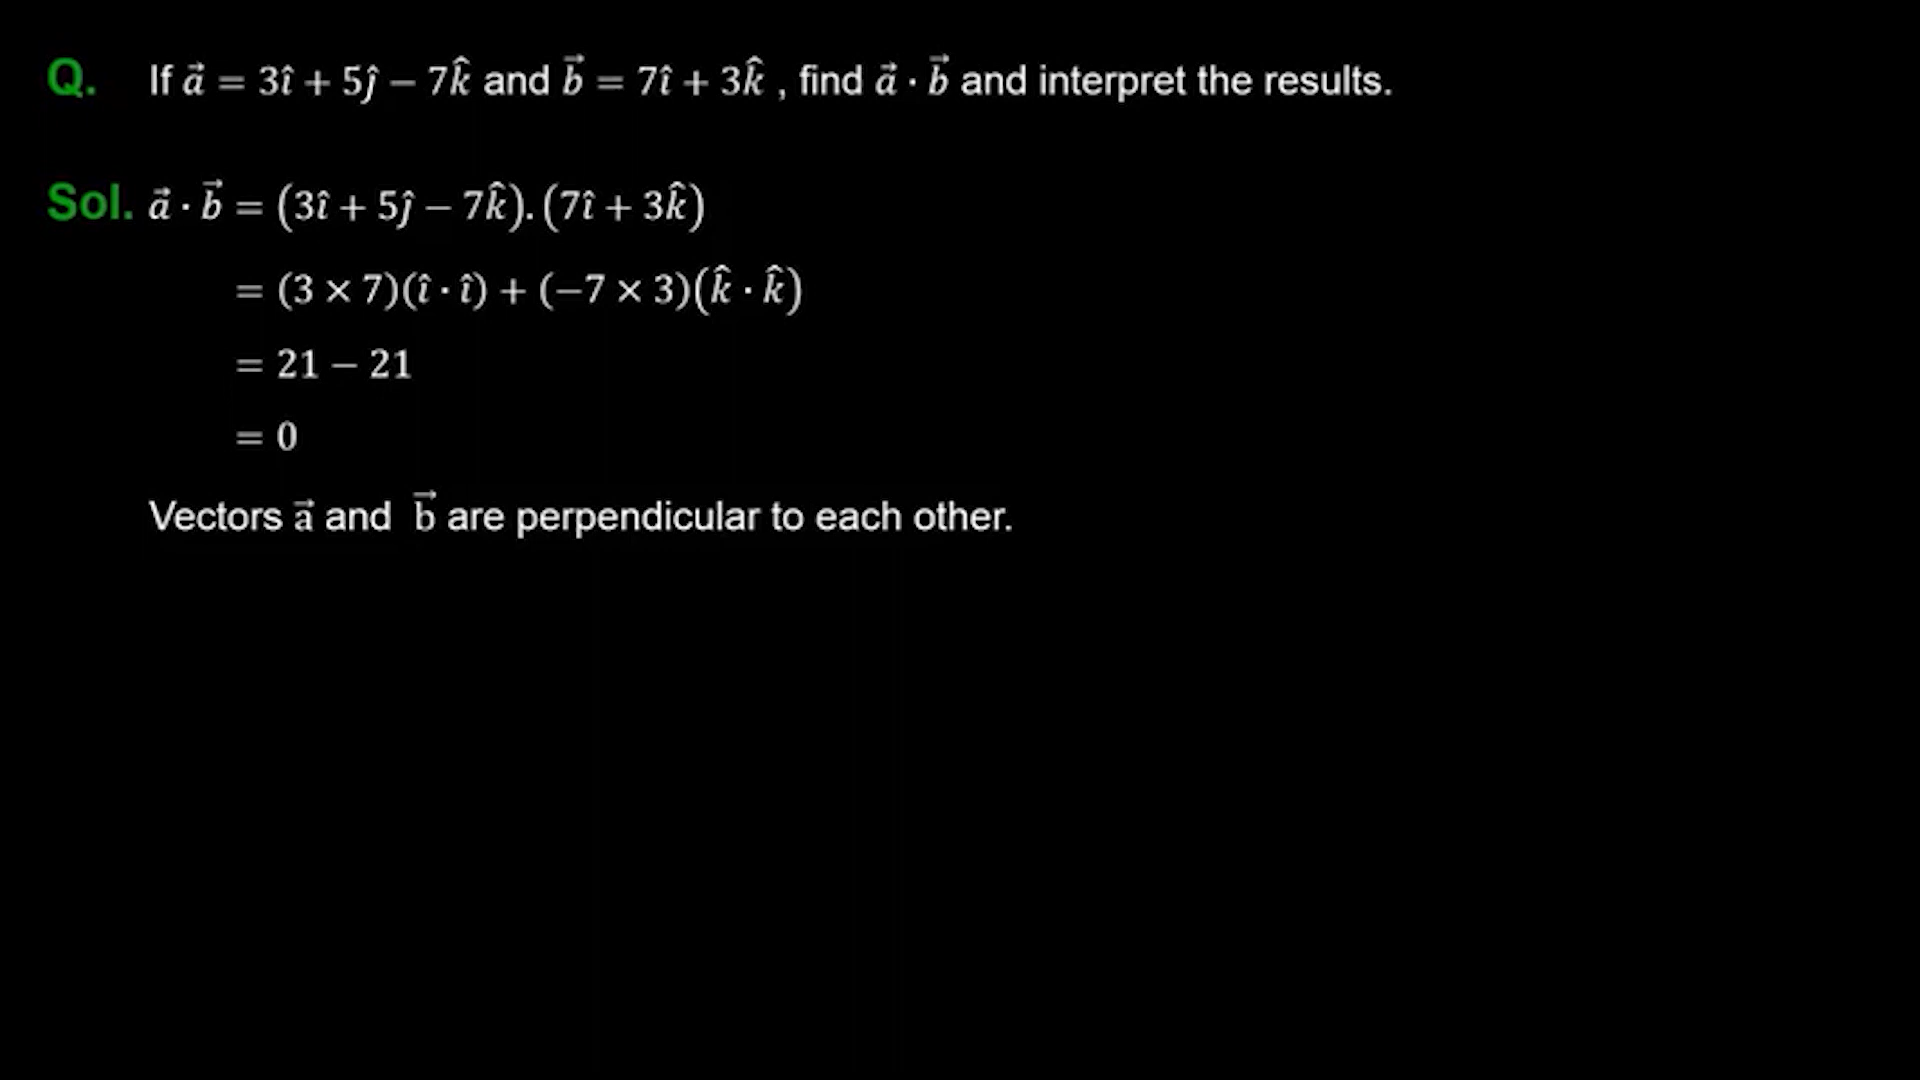 Q. If a⃗ = 3î + 5ĵ − 7k̂ and b⃗ = 7î + 3k̂ , find a⃗ · b⃗ and interpret the results.
Sol. a⃗ · b⃗ = (3î + 5ĵ − 7k̂).(7î + 3k̂)
= (3 × 7)(î · î) + (−7 × 3)(k̂ · k̂)
= 21 − 21
= 0
Vectors a⃗ and b⃗ are perpendicular to each other.